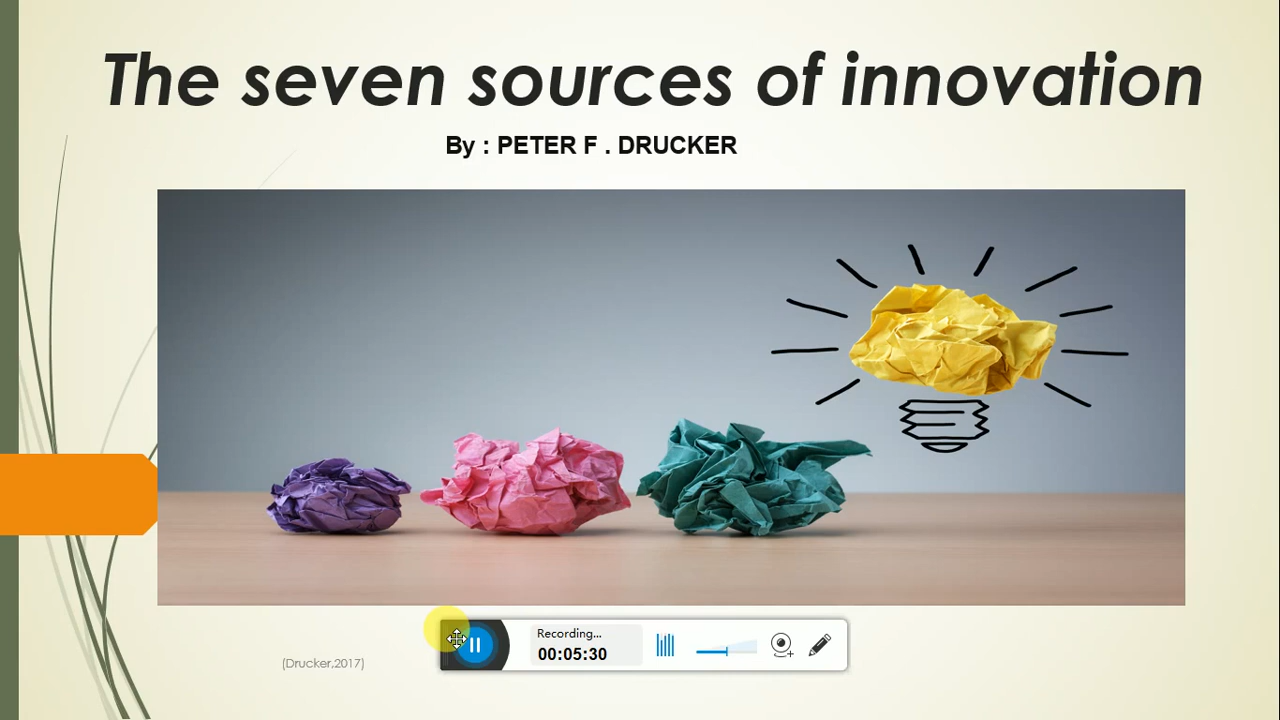 The seven sources of innovation
By : PETER F . DRUCKER
Recording...
00:05:30
(Drucker,2017)